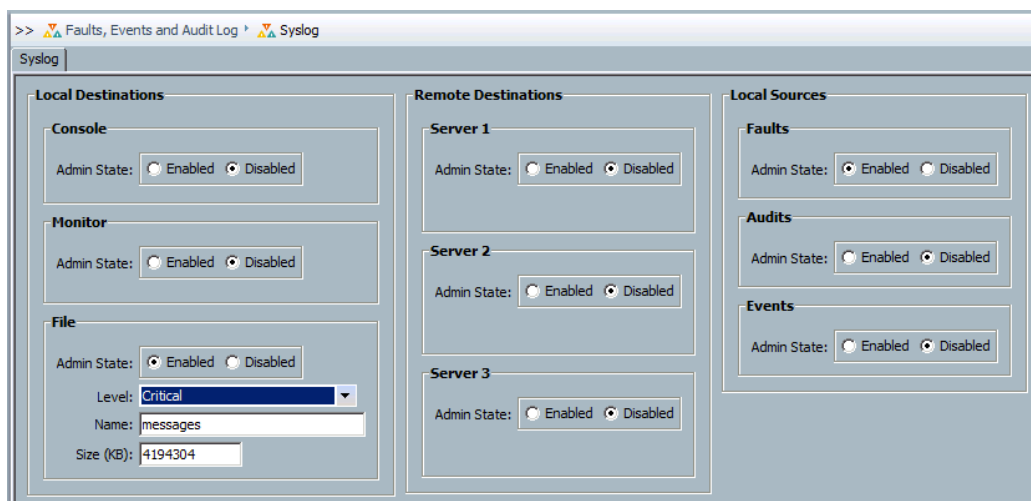 >> Faults, Events and Audit Log Syslog
Syslog
Local Destinations
Console
Admin State: Enabled Disabled
Monitor
Admin State: Enabled Disabled
File
Admin State: Enabled Disabled
Level: Critical
Name: messages
Size (KB): 4194304
Remote Destinations
Server 1
Admin State: Enabled Disabled
Server 2
Admin State: Enabled Disabled
Server 3
Admin State: Enabled Disabled
Local Sources
Faults
Admin State: Enabled Disabled
Audits
Admin State: Enabled Disabled
Events
Admin State: Enabled Disabled